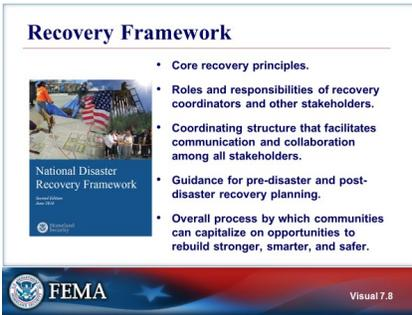 Recovery Framework
• Core recovery principles.
• Roles and responsibilities of recovery
coordinators and other stakeholders.
• Coordinating structure that facilitates
communication and collaboration
among all stakeholders.
• Guidance for pre-disaster and post-
disaster recovery planning.
• Overall process by which communities
can capitalize on opportunities to
rebuild stronger, smarter, and safer.
National Disaster
Recovery Framework
Second Edition
June 2016
Homeland
Security
FEMA
Visual 7.8